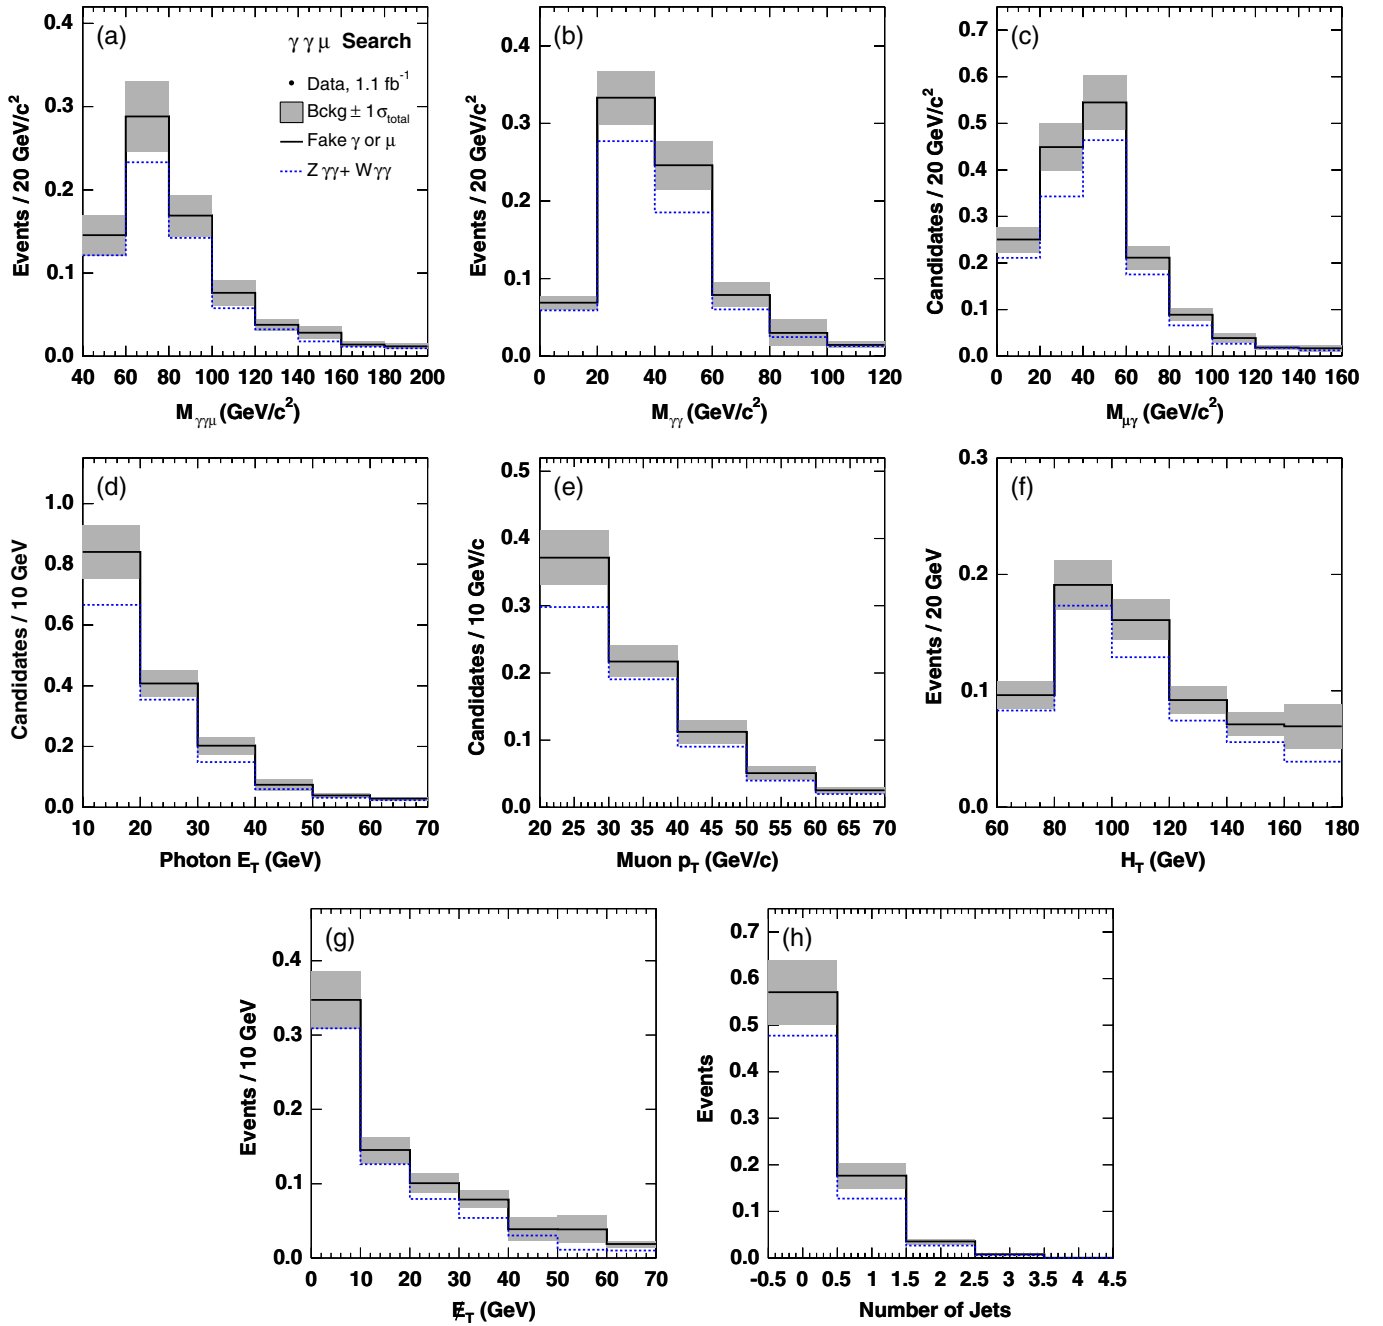 (a)
γγμ Search
Data, 1.1 fb⁻¹
Bckg ± 1σtotal
Fake γ or μ
Zγγ + Wγγ
Events / 20 GeV/c²
0.4
0.3
0.2
0.1
0.0
40 60 80 100 120 140 160 180 200
Mγγμ (GeV/c²)
(b)
Events / 20 GeV/c²
0.4
0.3
0.2
0.1
0.0
0 20 40 60 80 100 120
Mγγ (GeV/c²)
(c)
Candidates / 20 GeV/c²
0.7
0.6
0.5
0.4
0.3
0.2
0.1
0.0
0 20 40 60 80 100 120 140 160
Mμγ (GeV/c²)
(d)
Candidates / 10 GeV
1.0
0.8
0.6
0.4
0.2
0.0
10 20 30 40 50 60 70
Photon E_T (GeV)
(e)
Candidates / 10 GeV/c
0.5
0.4
0.3
0.2
0.1
0.0
20 25 30 35 40 45 50 55 60 65 70
Muon p_T (GeV/c)
(f)
Events / 20 GeV
0.3
0.2
0.1
0.0
60 80 100 120 140 160 180
H_T (GeV)
(g)
Events / 10 GeV
0.4
0.3
0.2
0.1
0.0
0 10 20 30 40 50 60 70
E̸_T (GeV)
(h)
Events
0.7
0.6
0.5
0.4
0.3
0.2
0.1
0.0
-0.5 0 0.5 1 1.5 2 2.5 3 3.5 4 4.5
Number of Jets